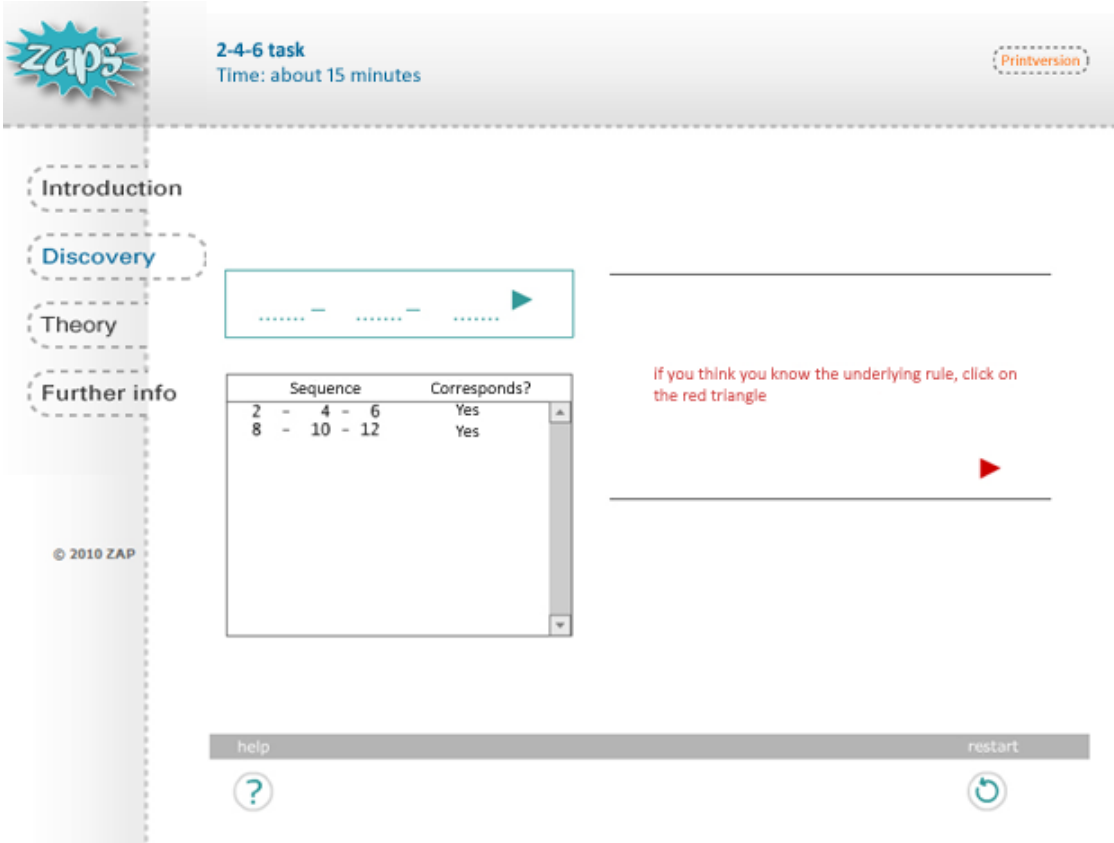 zaps
2-4-6 task
Time: about 15 minutes
Printversion
Introduction
Discovery
Theory
Further info
© 2010 ZAP
....... – ....... – .......
Sequence Corresponds?
2 - 4 - 6 Yes
8 - 10 - 12 Yes
if you think you know the underlying rule, click on
the red triangle
help restart
?